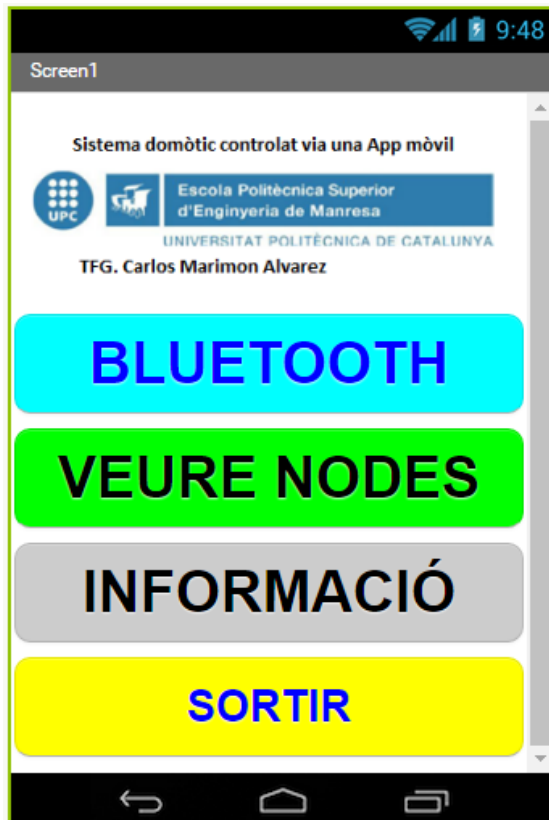 9:48
Screen1
Sistema domòtic controlat via una App mòvil
UPC
Escola Politècnica Superior
d'Enginyeria de Manresa
UNIVERSITAT POLITÈCNICA DE CATALUNYA
TFG. Carlos Marimon Alvarez
BLUETOOTH
VEURE NODES
INFORMACIÓ
SORTIR